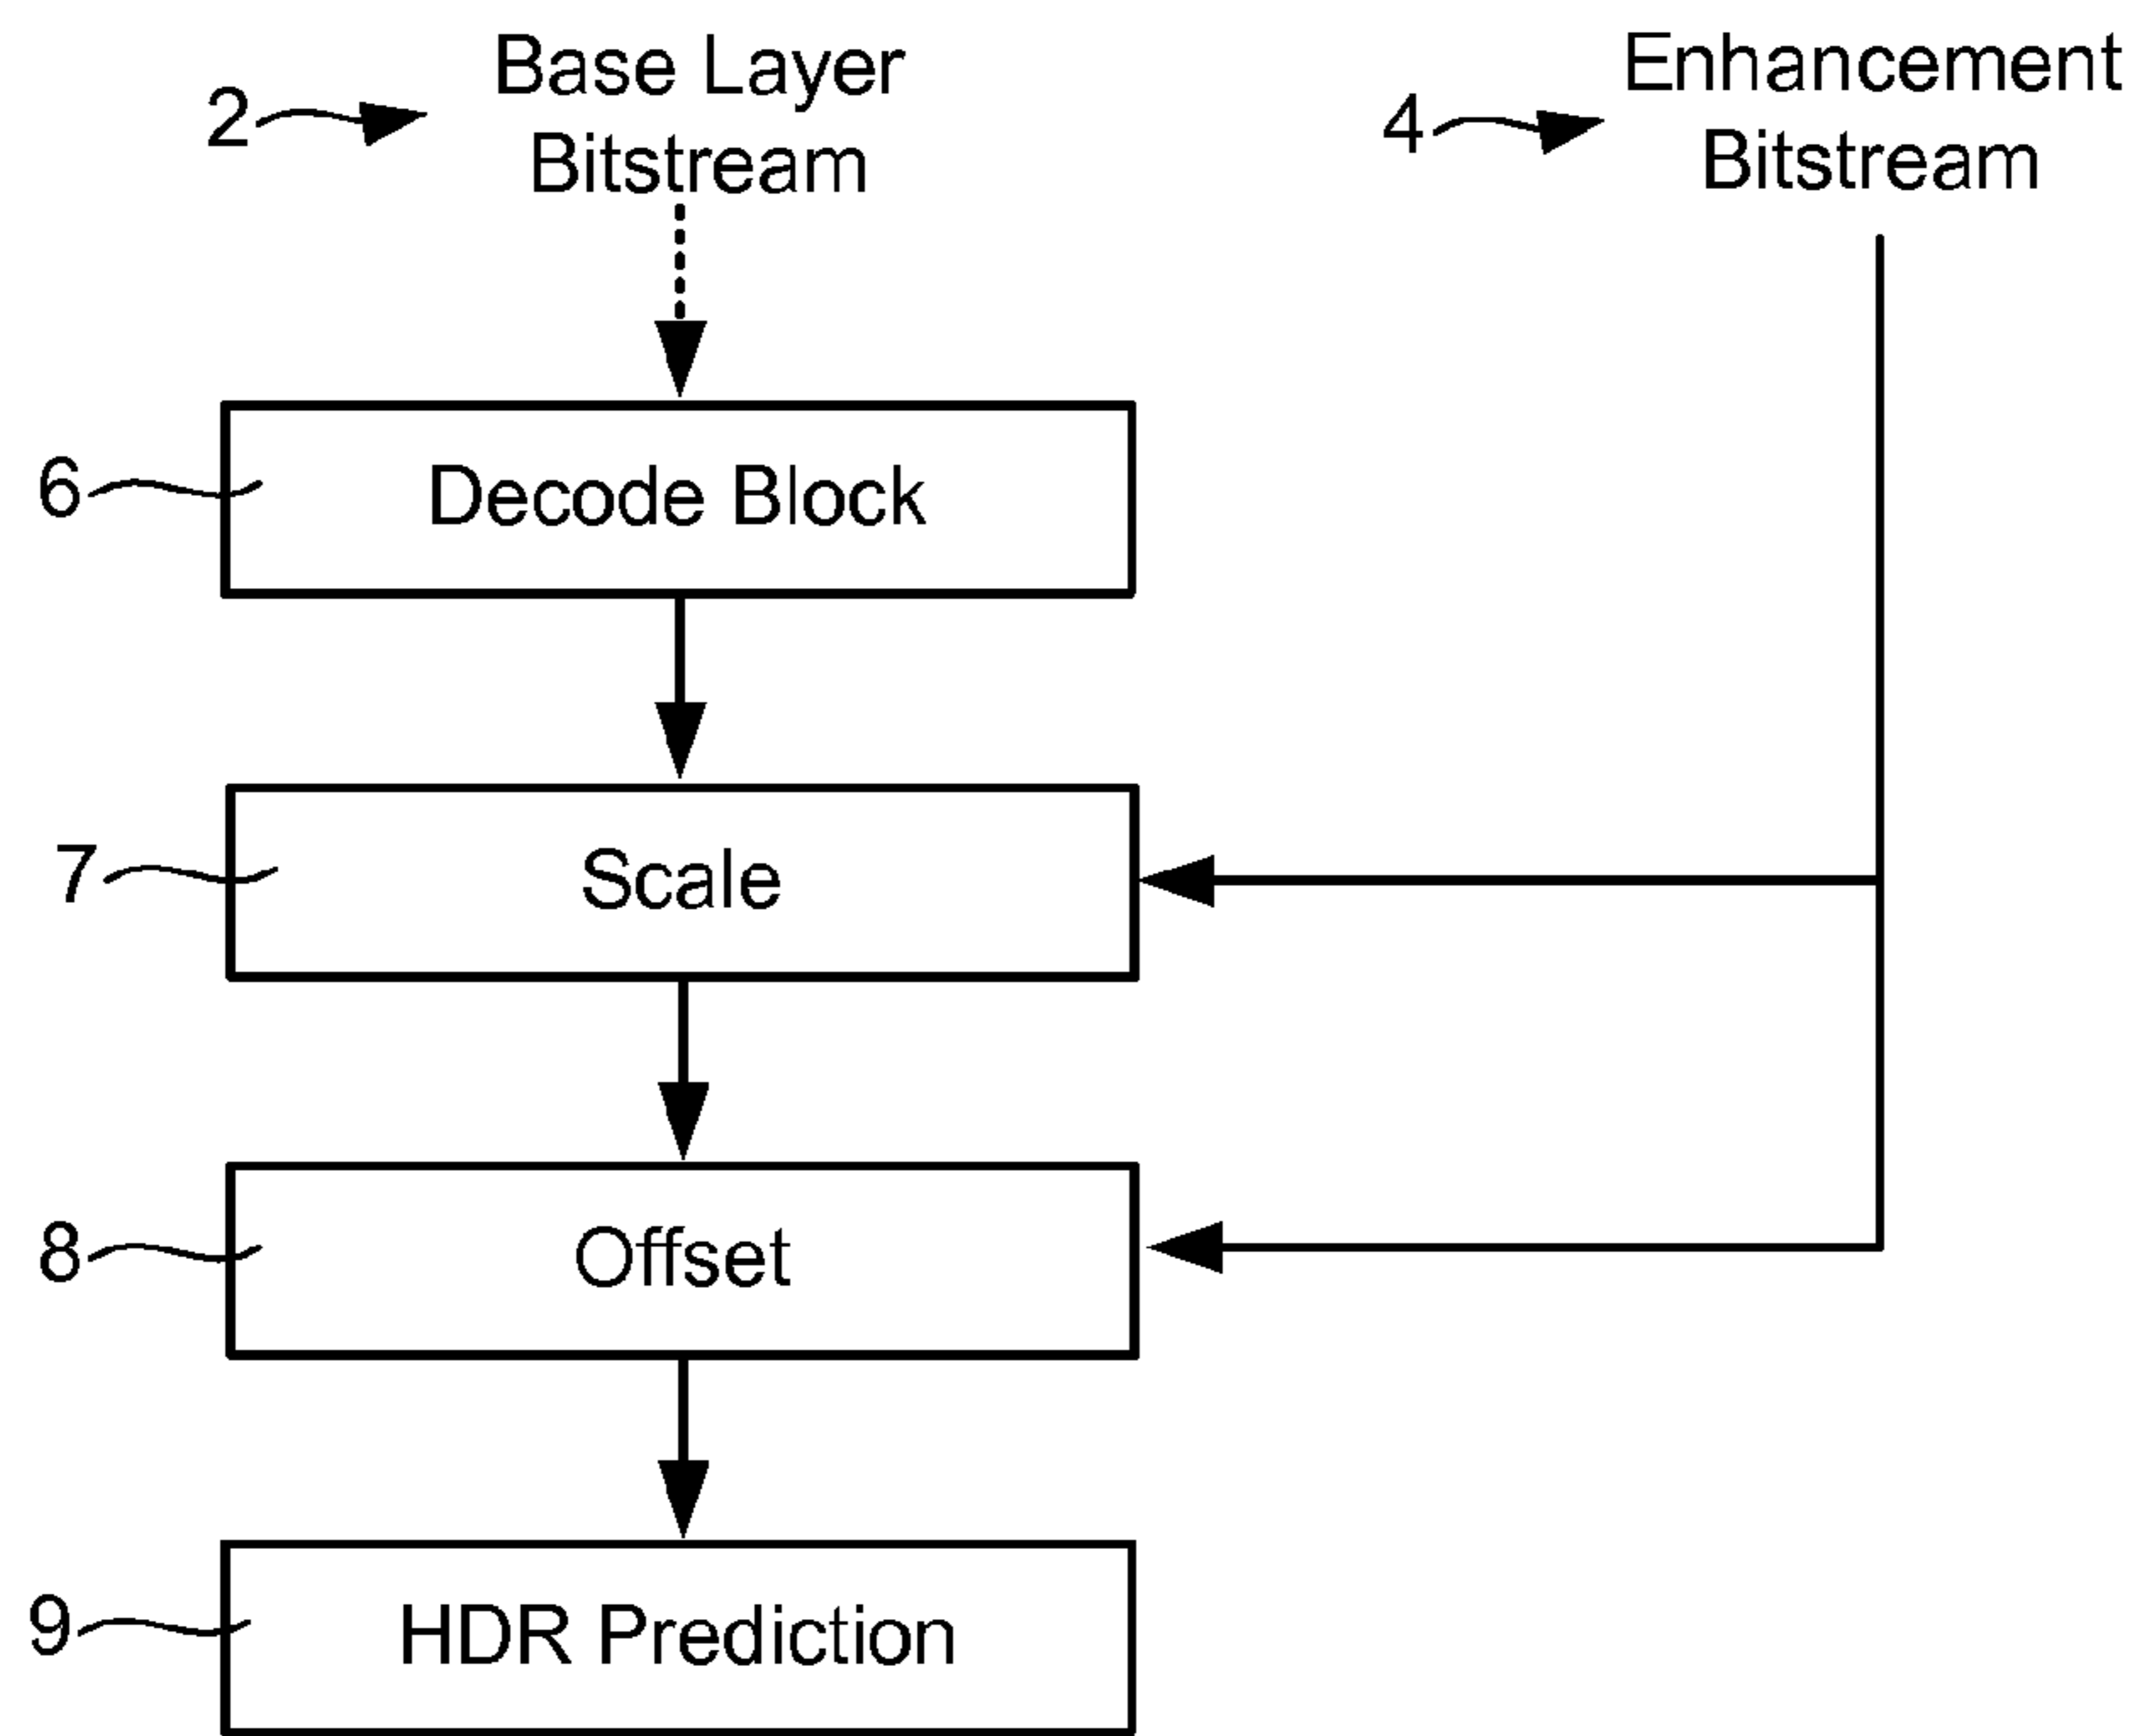 2
Base Layer
Bitstream
4
Enhancement
Bitstream
6
Decode Block
7
Scale
8
Offset
9
HDR Prediction